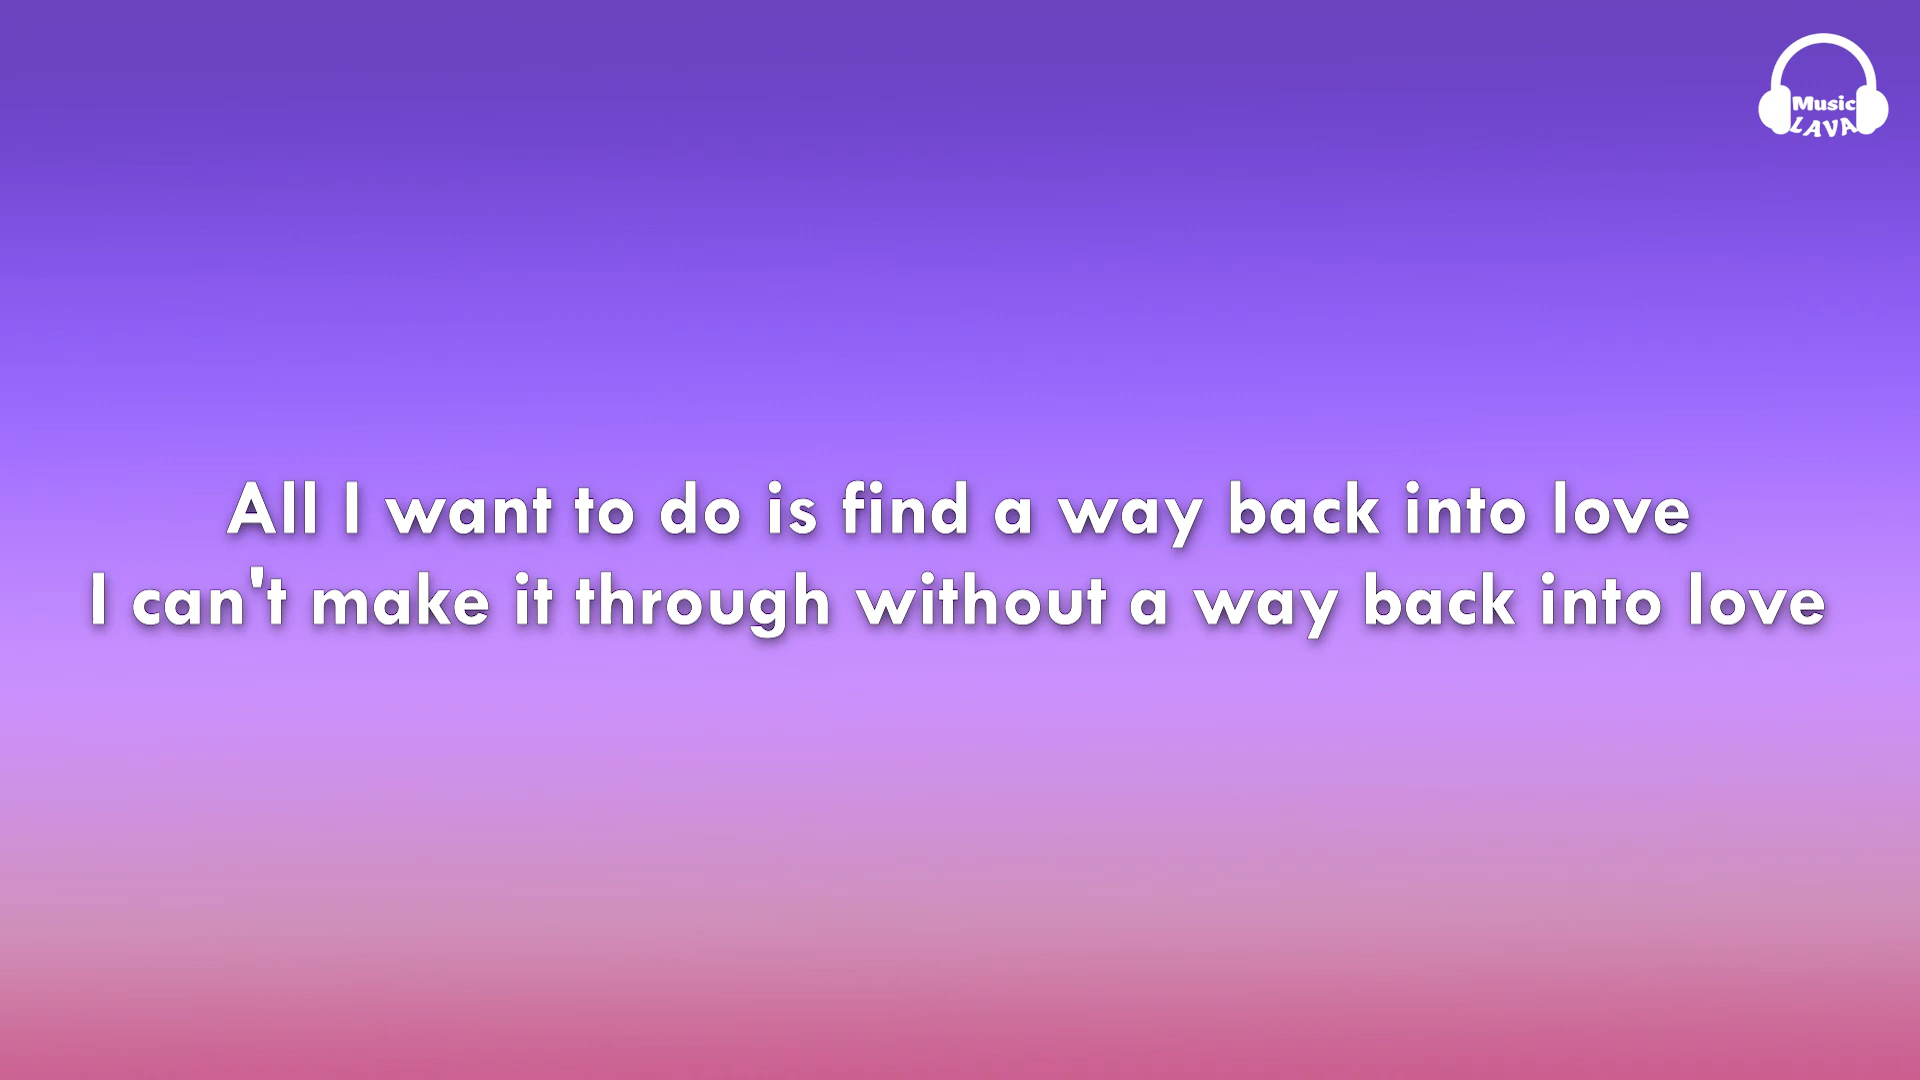 Music
LAVA
All I want to do is find a way back into love
I can't make it through without a way back into love